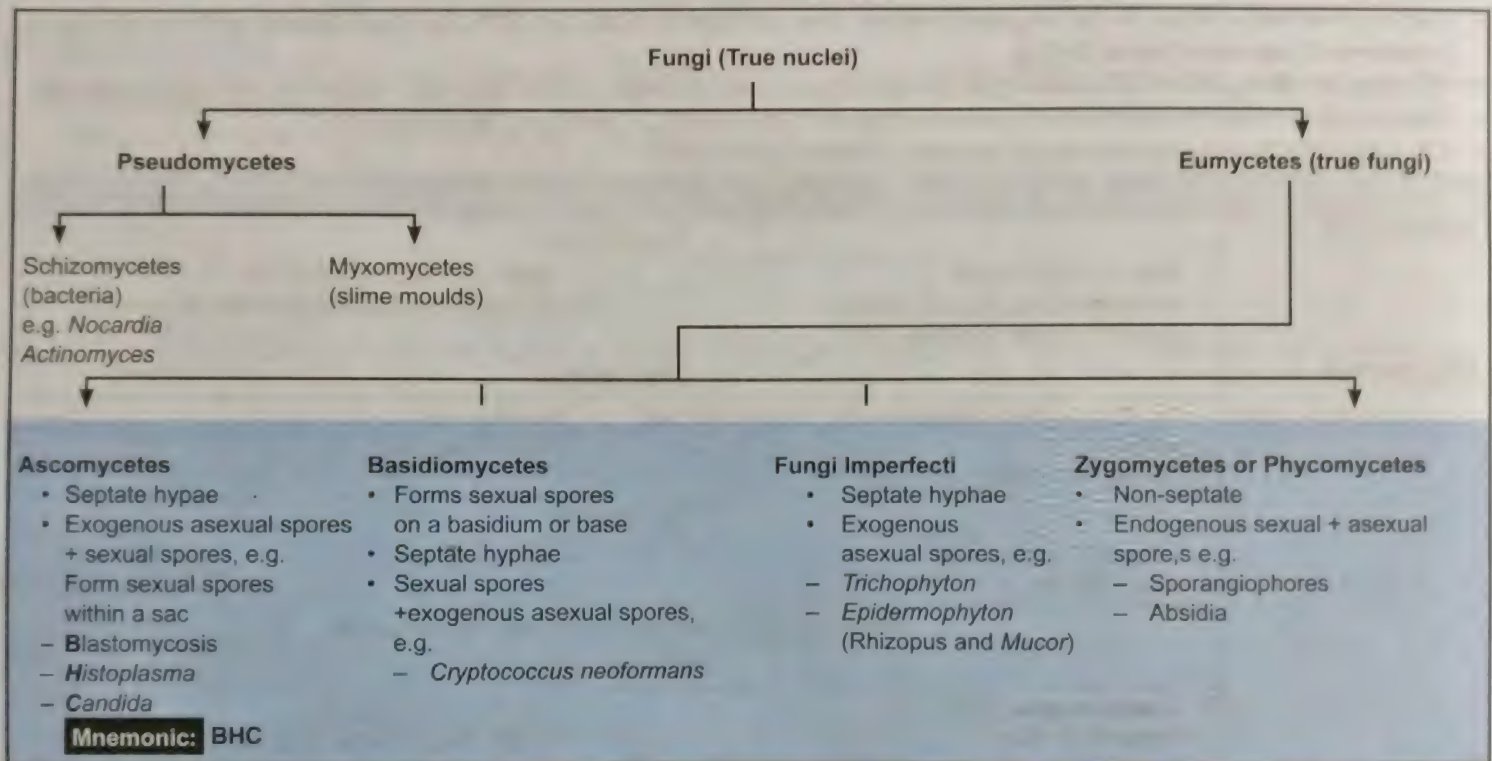 Fungi (True nuclei)
Pseudomycetes
Eumycetes (true fungi)
Schizomycetes
(bacteria)
e.g. Nocardia
Actinomyces
Myxomycetes
(slime moulds)
Ascomycetes
• Septate hypae
• Exogenous asexual spores
+ sexual spores, e.g.
Form sexual spores
within a sac
– Blastomycosis
– Histoplasma
– Candida
Mnemonic: BHC
Basidiomycetes
• Forms sexual spores
on a basidium or base
• Septate hyphae
• Sexual spores
+exogenous asexual spores,
e.g.
– Cryptococcus neoformans
Fungi Imperfecti
• Septate hyphae
• Exogenous
asexual spores, e.g.
– Trichophyton
– Epidermophyton
(Rhizopus and Mucor)
Zygomycetes or Phycomycetes
• Non-septate
• Endogenous sexual + asexual
spore,s e.g.
– Sporangiophores
– Absidia